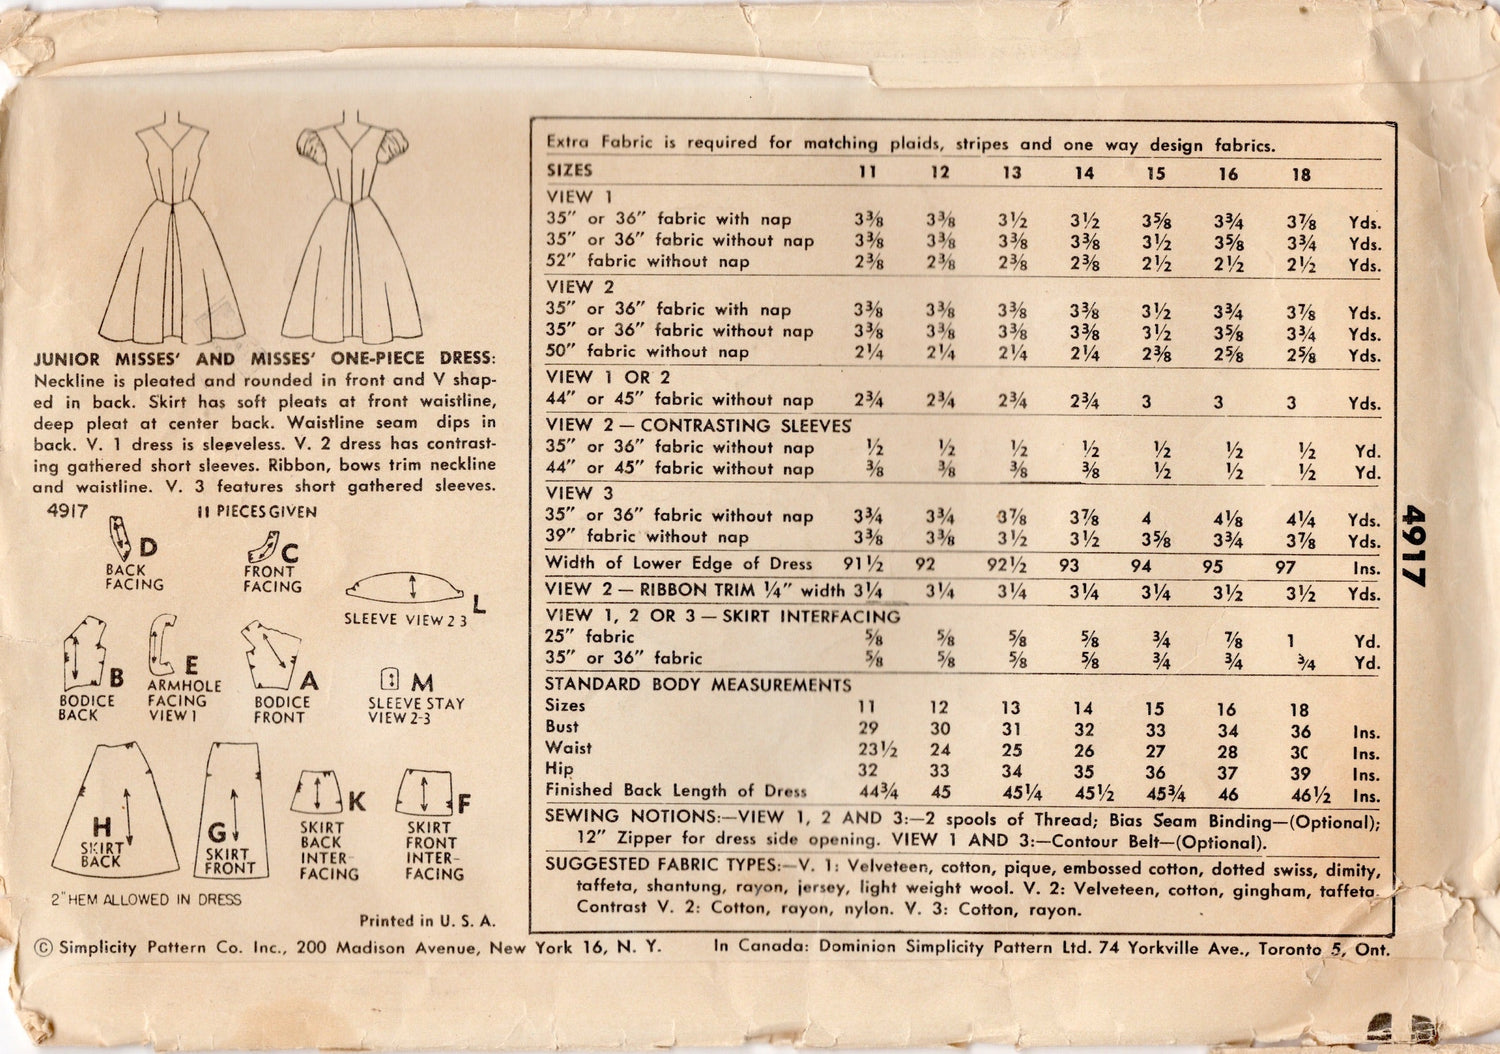 JUNIOR MISSES' AND MISSES' ONE-PIECE DRESS:
Neckline is pleated and rounded in front and V shap-
ed in back. Skirt has soft pleats at front waistline,
deep pleat at center back. Waistline seam dips in
back. V. 1 dress is sleeveless. V. 2 dress has contrast-
ing gathered short sleeves. Ribbon, bows trim neckline
and waistline. V. 3 features short gathered sleeves.
4917 11 PIECES GIVEN
D
BACK
FACING
C
FRONT
FACING
L
SLEEVE VIEW 2 3
B
BODICE
BACK
E
ARMHOLE
FACING
VIEW 1
A
BODICE
FRONT
M
SLEEVE STAY
VIEW 2-3
H
SKIRT
BACK
G
SKIRT
FRONT
K
SKIRT
BACK
INTER-
FACING
F
SKIRT
FRONT
INTER-
FACING
2" HEM ALLOWED IN DRESS
Printed in U. S. A.
Extra Fabric is required for matching plaids, stripes and one way design fabrics.
SIZES 11 12 13 14 15 16 18
VIEW 1
35" or 36" fabric with nap 3⅜ 3⅜ 3½ 3½ 3⅝ 3¾ 3⅞ Yds.
35" or 36" fabric without nap 3⅜ 3⅜ 3⅜ 3⅜ 3½ 3⅝ 3¾ Yds.
52" fabric without nap 2⅜ 2⅜ 2⅜ 2⅜ 2½ 2½ 2½ Yds.
VIEW 2
35" or 36" fabric with nap 3⅜ 3⅜ 3⅜ 3⅜ 3½ 3¾ 3⅞ Yds.
35" or 36" fabric without nap 3⅜ 3⅜ 3⅜ 3⅜ 3½ 3⅝ 3¾ Yds.
50" fabric without nap 2¼ 2¼ 2¼ 2¼ 2⅜ 2⅝ 2⅝ Yds.
VIEW 1 OR 2
44" or 45" fabric without nap 2¾ 2¾ 2¾ 2¾ 3 3 3 Yds.
VIEW 2 — CONTRASTING SLEEVES
35" or 36" fabric without nap ½ ½ ½ ½ ½ ½ ½ Yd.
44" or 45" fabric without nap ⅜ ⅜ ⅜ ⅜ ½ ½ ½ Yd.
VIEW 3
35" or 36" fabric without nap 3¾ 3¾ 3⅞ 3⅞ 4 4⅛ 4¼ Yds.
39" fabric without nap 3⅜ 3⅜ 3½ 3½ 3⅝ 3¾ 3⅞ Yds.
Width of Lower Edge of Dress 91½ 92 92½ 93 94 95 97 Ins.
VIEW 2 — RIBBON TRIM ¼" width 3¼ 3¼ 3¼ 3¼ 3¼ 3½ 3½ Yds.
VIEW 1, 2 OR 3 — SKIRT INTERFACING
25" fabric ⅝ ⅝ ⅝ ⅝ ¾ ⅞ 1 Yd.
35" or 36" fabric ⅝ ⅝ ⅝ ⅝ ¾ ¾ ¾ Yd.
STANDARD BODY MEASUREMENTS
Sizes 11 12 13 14 15 16 18
Bust 29 30 31 32 33 34 36 Ins.
Waist 23½ 24 25 26 27 28 30 Ins.
Hip 32 33 34 35 36 37 39 Ins.
Finished Back Length of Dress 44¾ 45 45¼ 45½ 45¾ 46 46½ Ins.
SEWING NOTIONS:—VIEW 1, 2 AND 3:—2 spools of Thread; Bias Seam Binding—(Optional);
12" Zipper for dress side opening. VIEW 1 AND 3:—Contour Belt—(Optional).
SUGGESTED FABRIC TYPES:—V. 1: Velveteen, cotton, pique, embossed cotton, dotted swiss, dimity,
taffeta, shantung, rayon, jersey, light weight wool. V. 2: Velveteen, cotton, gingham, taffeta.
Contrast V. 2: Cotton, rayon, nylon. V. 3: Cotton, rayon.
4917
© Simplicity Pattern Co. Inc., 200 Madison Avenue, New York 16, N. Y. In Canada: Dominion Simplicity Pattern Ltd. 74 Yorkville Ave., Toronto 5, Ont.